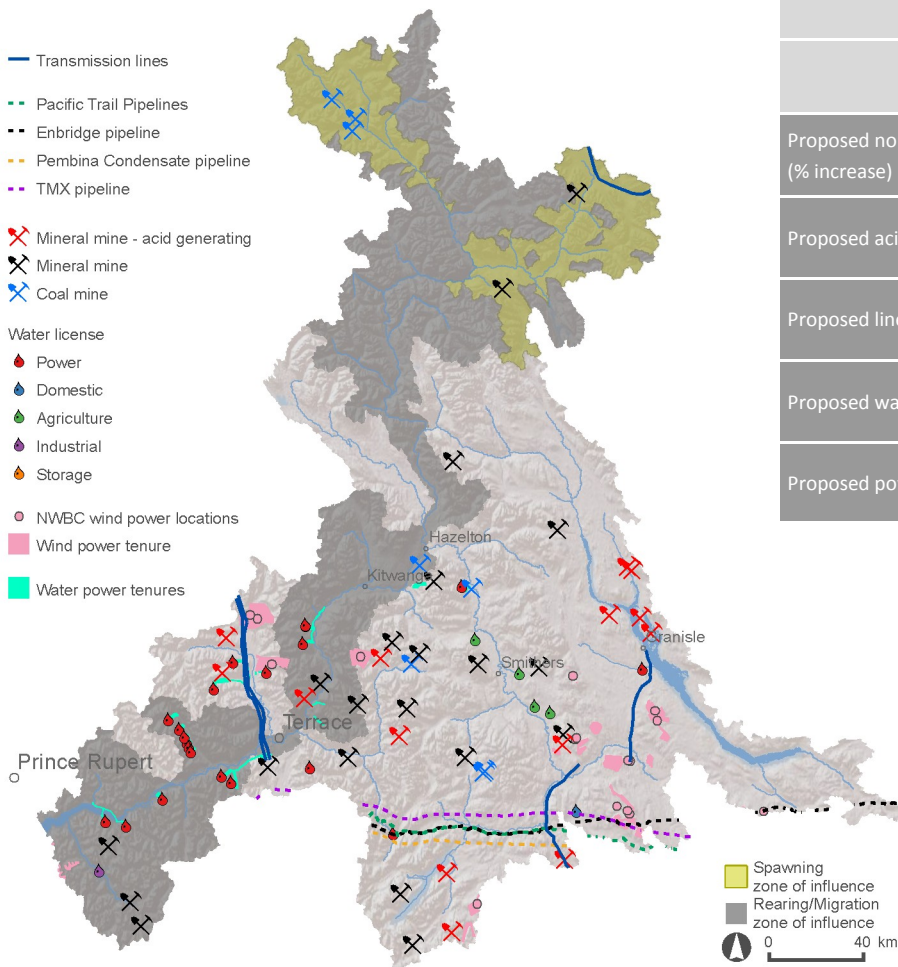 Transmission lines
Pacific Trail Pipelines
Enbridge pipeline
Pembina Condensate pipeline
TMX pipeline
Mineral mine - acid generating
Mineral mine
Coal mine
Water license
Power
Domestic
Agriculture
Industrial
Storage
NWBC wind power locations
Wind power tenure
Water power tenures
Proposed no
(% increase)
Proposed aci
Proposed line
Proposed wa
Proposed po
Hazelton
Kitwanga
Granisle
Smithers
Terrace
Prince Rupert
Spawning
zone of influence
Rearing/Migration
zone of influence
0 40 km